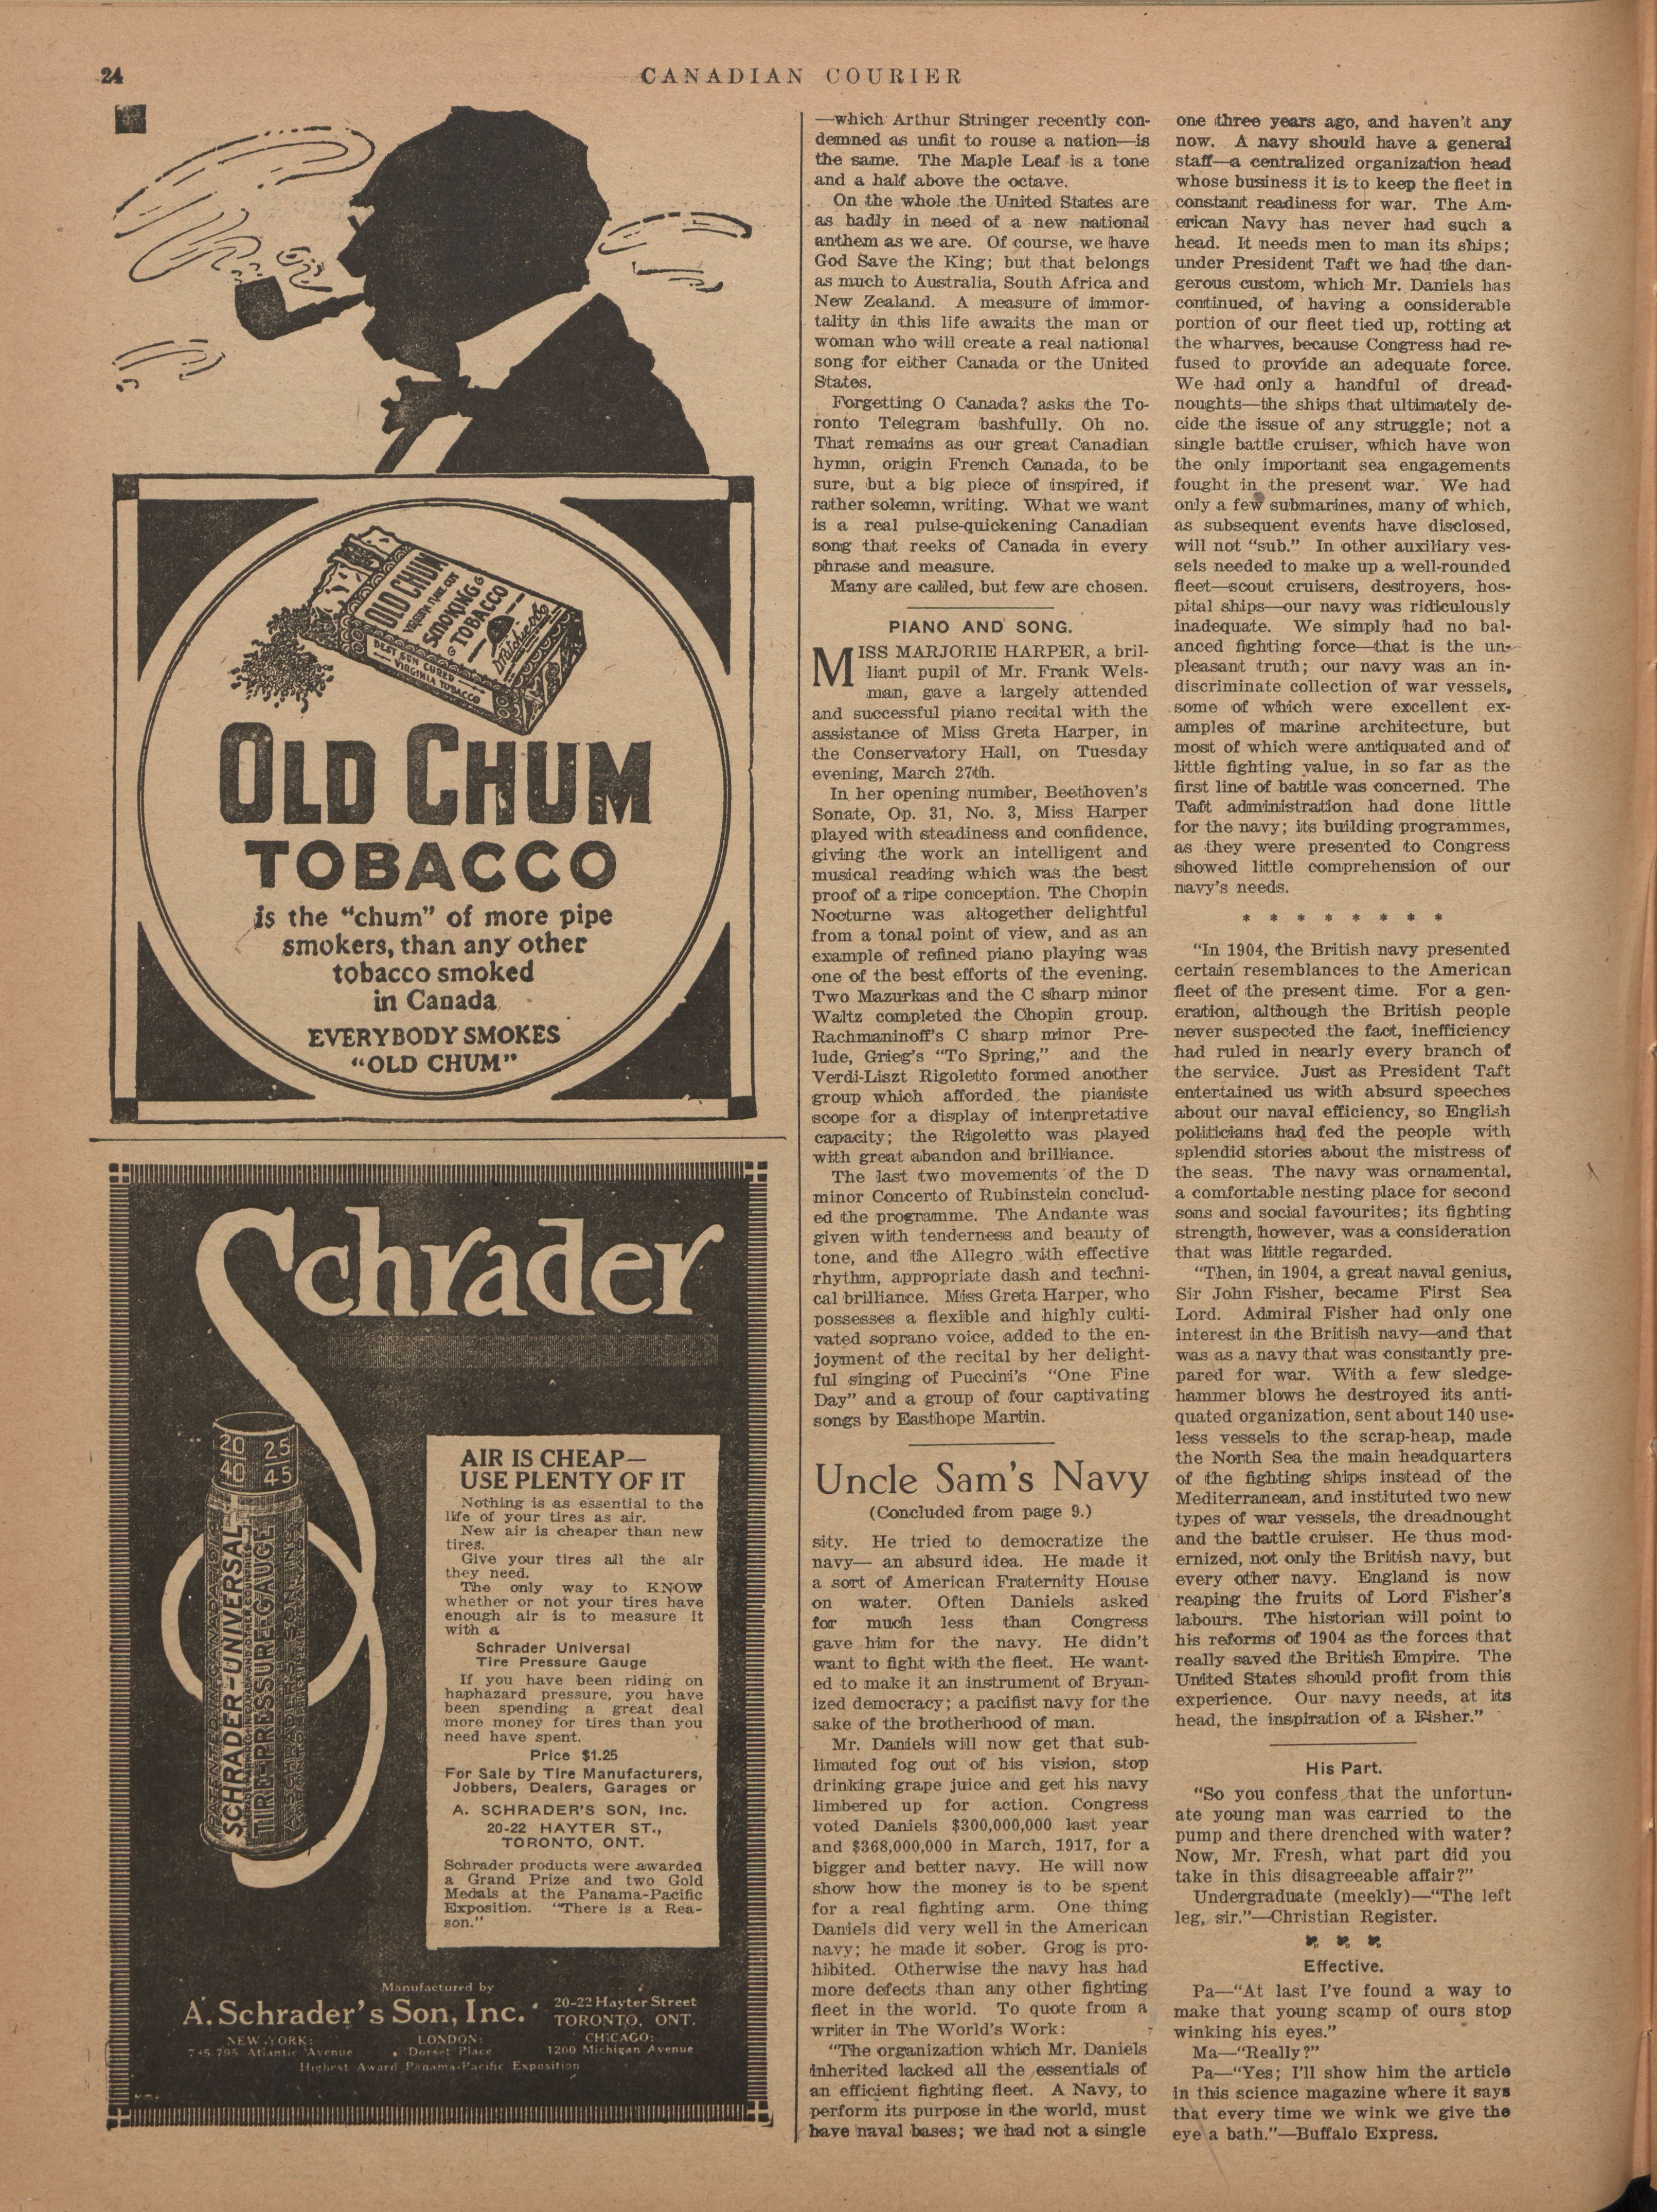 24
CANADIAN COURIER
OLD CHUM
SMOKING
TOBACCO
BEST SUN CURED
VIRGINIA TOBACCO
OLD CHUM
TOBACCO
is the "chum" of more pipe
smokers, than any other
tobacco smoked
in Canada
EVERYBODY SMOKES
"OLD CHUM"
Schrader
20 25
40 45
SCHRADER-UNIVERSAL
TIRE-PRESSURE-GAUGE
AIR IS CHEAP—
USE PLENTY OF IT
Nothing is as essential to the
life of your tires as air.
New air is cheaper than new
tires.
Give your tires all the air
they need.
The only way to KNOW
whether or not your tires have
enough air is to measure it
with a
Schrader Universal
Tire Pressure Gauge
If you have been riding on
haphazard pressure, you have
been spending a great deal
more money for tires than you
need have spent.
Price $1.25
For Sale by Tire Manufacturers,
Jobbers, Dealers, Garages or
A. SCHRADER'S SON, Inc.
20-22 HAYTER ST.,
TORONTO, ONT.
Schrader products were awarded
a Grand Prize and two Gold
Medals at the Panama-Pacific
Exposition. "There is a Rea-
son."
Manufactured by
A. Schrader's Son, Inc.
20-22 Hayter Street
TORONTO, ONT.
NEW YORK:
LONDON:
CHICAGO:
Atlantic Avenue
Dorset Place
1200 Michigan Avenue
Highest Award Panama-Pacific Exposition
—which Arthur Stringer recently con-
demned as unfit to rouse a nation—is
the same. The Maple Leaf is a tone
and a half above the octave.
On the whole the United States are
as badly in need of a new national
anthem as we are. Of course, we have
God Save the King; but that belongs
as much to Australia, South Africa and
New Zealand. A measure of immor-
tality in this life awaits the man or
woman who will create a real national
song for either Canada or the United
States.
Forgetting O Canada? asks the To-
ronto Telegram bashfully. Oh no.
That remains as our great Canadian
hymn, origin French Canada, to be
sure, but a big piece of inspired, if
rather solemn, writing. What we want
is a real pulse-quickening Canadian
song that reeks of Canada in every
phrase and measure.
Many are called, but few are chosen.
PIANO AND SONG.
MISS MARJORIE HARPER, a bril-
liant pupil of Mr. Frank Wels-
man, gave a largely attended
and successful piano recital with the
assistance of Miss Greta Harper, in
the Conservatory Hall, on Tuesday
evening, March 27th.
In her opening number, Beethoven's
Sonate, Op. 31, No. 3, Miss Harper
played with steadiness and confidence,
giving the work an intelligent and
musical reading which was the best
proof of a ripe conception. The Chopin
Nocturne was altogether delightful
from a tonal point of view, and as an
example of refined piano playing was
one of the best efforts of the evening.
Two Mazurkas and the C sharp minor
Waltz completed the Chopin group.
Rachmaninoff's C sharp minor Pre-
lude, Grieg's "To Spring," and the
Verdi-Liszt Rigoletto formed another
group which afforded the pianiste
scope for a display of interpretative
capacity; the Rigoletto was played
with great abandon and brilliance.
The last two movements of the D
minor Concerto of Rubinstein conclud-
ed the programme. The Andante was
given with tenderness and beauty of
tone, and the Allegro with effective
rhythm, appropriate dash and techni-
cal brilliance. Miss Greta Harper, who
possesses a flexible and highly culti-
vated soprano voice, added to the en-
joyment of the recital by her delight-
ful singing of Puccini's "One Fine
Day" and a group of four captivating
songs by Easthope Martin.
Uncle Sam's Navy
(Concluded from page 9.)
sity. He tried to democratize the
navy— an absurd idea. He made it
a sort of American Fraternity House
on water. Often Daniels asked
for much less than Congress
gave him for the navy. He didn't
want to fight with the fleet. He want-
ed to make it an instrument of Bryan-
ized democracy; a pacifist navy for the
sake of the brotherhood of man.
Mr. Daniels will now get that sub-
limated fog out of his vision, stop
drinking grape juice and get his navy
limbered up for action. Congress
voted Daniels $300,000,000 last year
and $368,000,000 in March, 1917, for a
bigger and better navy. He will now
show how the money is to be spent
for a real fighting arm. One thing
Daniels did very well in the American
navy; he made it sober. Grog is pro-
hibited. Otherwise the navy has had
more defects than any other fighting
fleet in the world. To quote from a
writer in The World's Work:
"The organization which Mr. Daniels
inherited lacked all the essentials of
an efficient fighting fleet. A Navy, to
perform its purpose in the world, must
have naval bases; we had not a single
one three years ago, and haven't any
now. A navy should have a general
staff—a centralized organization head
whose business it is to keep the fleet in
constant readiness for war. The Am-
erican Navy has never had such a
head. It needs men to man its ships;
under President Taft we had the dan-
gerous custom, which Mr. Daniels has
continued, of having a considerable
portion of our fleet tied up, rotting at
the wharves, because Congress had re-
fused to provide an adequate force.
We had only a handful of dread-
noughts—the ships that ultimately de-
cide the issue of any struggle; not a
single battle cruiser, which have won
the only important sea engagements
fought in the present war. We had
only a few submarines, many of which,
as subsequent events have disclosed,
will not "sub." In other auxiliary ves-
sels needed to make up a well-rounded
fleet—scout cruisers, destroyers, hos-
pital ships—our navy was ridiculously
inadequate. We simply had no bal-
anced fighting force—that is the un-
pleasant truth; our navy was an in-
discriminate collection of war vessels,
some of which were excellent ex-
amples of marine architecture, but
most of which were antiquated and of
little fighting value, in so far as the
first line of battle was concerned. The
Taft administration had done little
for the navy; its building programmes,
as they were presented to Congress
showed little comprehension of our
navy's needs.
* * * * * * * *
"In 1904, the British navy presented
certain resemblances to the American
fleet of the present time. For a gen-
eration, although the British people
never suspected the fact, inefficiency
had ruled in nearly every branch of
the service. Just as President Taft
entertained us with absurd speeches
about our naval efficiency, so English
politicians had fed the people with
splendid stories about the mistress of
the seas. The navy was ornamental,
a comfortable nesting place for second
sons and social favourites; its fighting
strength, however, was a consideration
that was little regarded.
"Then, in 1904, a great naval genius,
Sir John Fisher, became First Sea
Lord. Admiral Fisher had only one
interest in the British navy—and that
was as a navy that was constantly pre-
pared for war. With a few sledge-
hammer blows he destroyed its anti-
quated organization, sent about 140 use-
less vessels to the scrap-heap, made
the North Sea the main headquarters
of the fighting ships instead of the
Mediterranean, and instituted two new
types of war vessels, the dreadnought
and the battle cruiser. He thus mod-
ernized, not only the British navy, but
every other navy. England is now
reaping the fruits of Lord Fisher's
labours. The historian will point to
his reforms of 1904 as the forces that
really saved the British Empire. The
United States should profit from this
experience. Our navy needs, at its
head, the inspiration of a Fisher."
His Part.
"So you confess that the unfortun-
ate young man was carried to the
pump and there drenched with water?
Now, Mr. Fresh, what part did you
take in this disagreeable affair?"
Undergraduate (meekly)—"The left
leg, sir."—Christian Register.
Effective.
Pa—"At last I've found a way to
make that young scamp of ours stop
winking his eyes."
Ma—"Really?"
Pa—"Yes; I'll show him the article
in this science magazine where it says
that every time we wink we give the
eye a bath."—Buffalo Express.